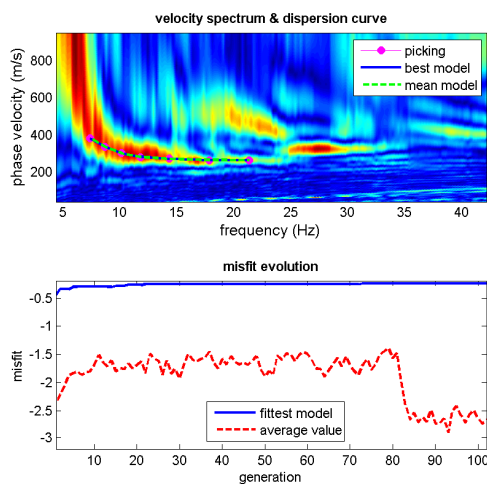 velocity spectrum & dispersion curve
phase velocity (m/s)
800
600
400
200
picking
best model
mean model
5 10 15 20 25 30 35 40
frequency (Hz)
misfit evolution
misfit
-0.5
-1
-1.5
-2
-2.5
-3
fittest model
average value
10 20 30 40 50 60 70 80 90 100
generation